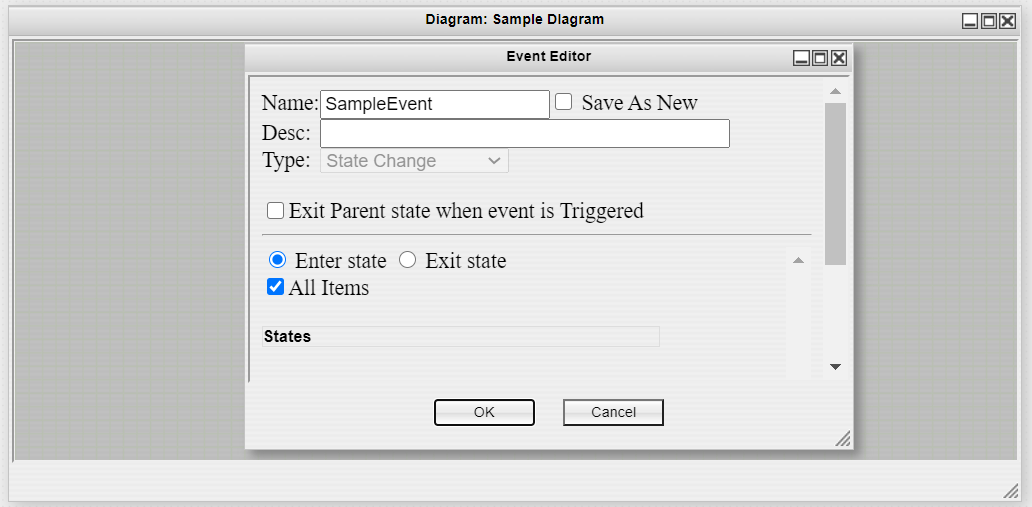 Diagram: Sample DIagram
Event Editor
Name: SampleEvent Save As New
Desc:
Type: State Change
Exit Parent state when event is Triggered
Enter state Exit state
All Items
States
OK Cancel